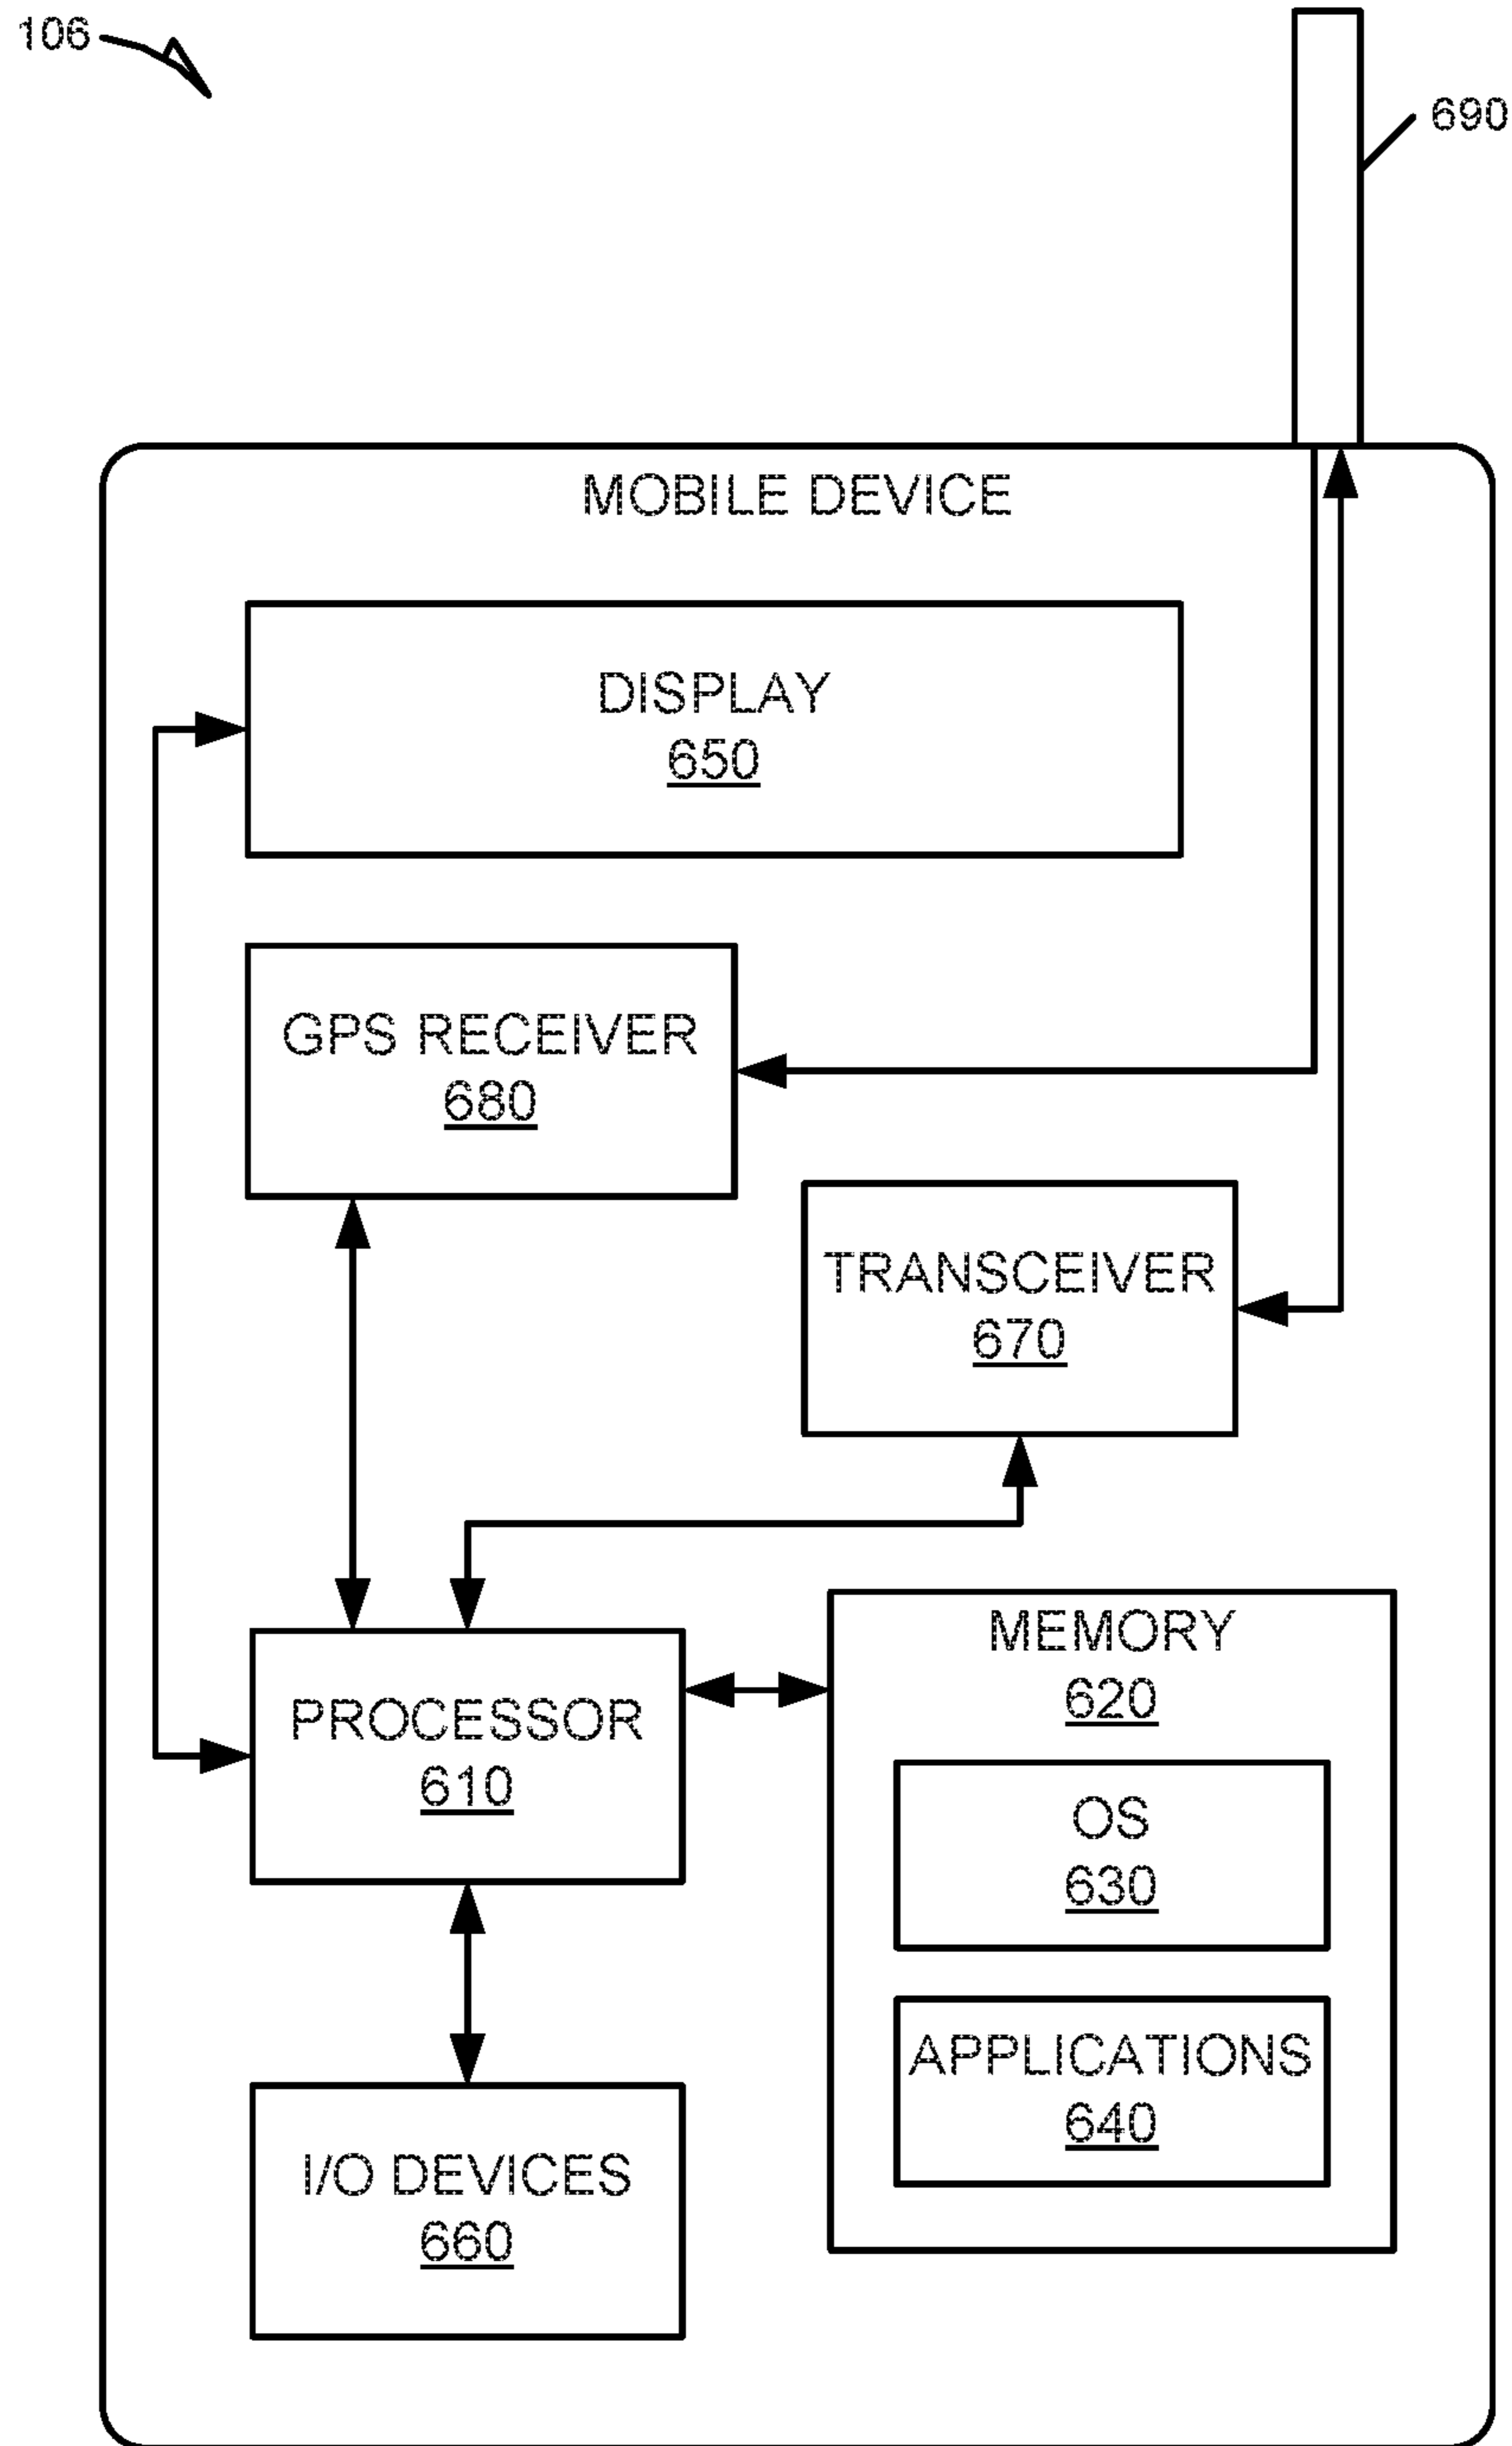 106
690
MOBILE DEVICE
DISPLAY
650
GPS RECEIVER
680
TRANSCEIVER
670
MEMORY
620
PROCESSOR
610
OS
630
APPLICATIONS
640
I/O DEVICES
660